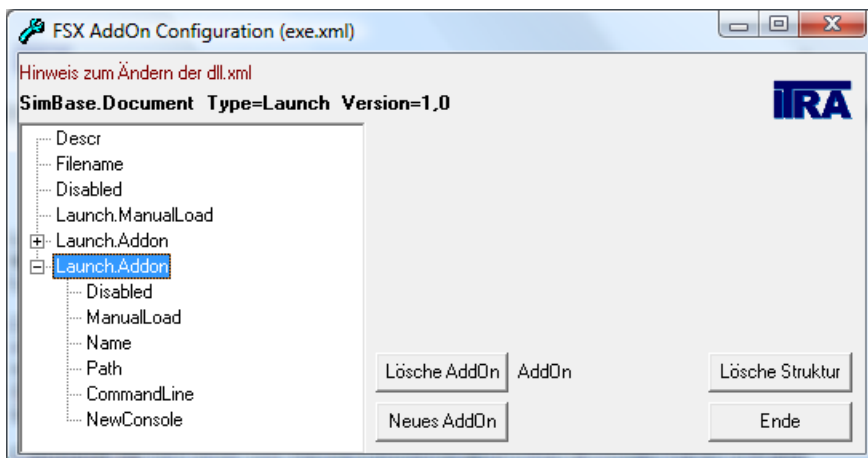 FSX AddOn Configuration (exe.xml)
Hinweis zum Ändern der dll.xml
SimBase.Document Type=Launch Version=1,0
ITRA
Descr
Filename
Disabled
Launch.ManualLoad
Launch.Addon
Launch.Addon
Disabled
ManualLoad
Name
Path
CommandLine
NewConsole
Lösche AddOn AddOn Lösche Struktur
Neues AddOn Ende